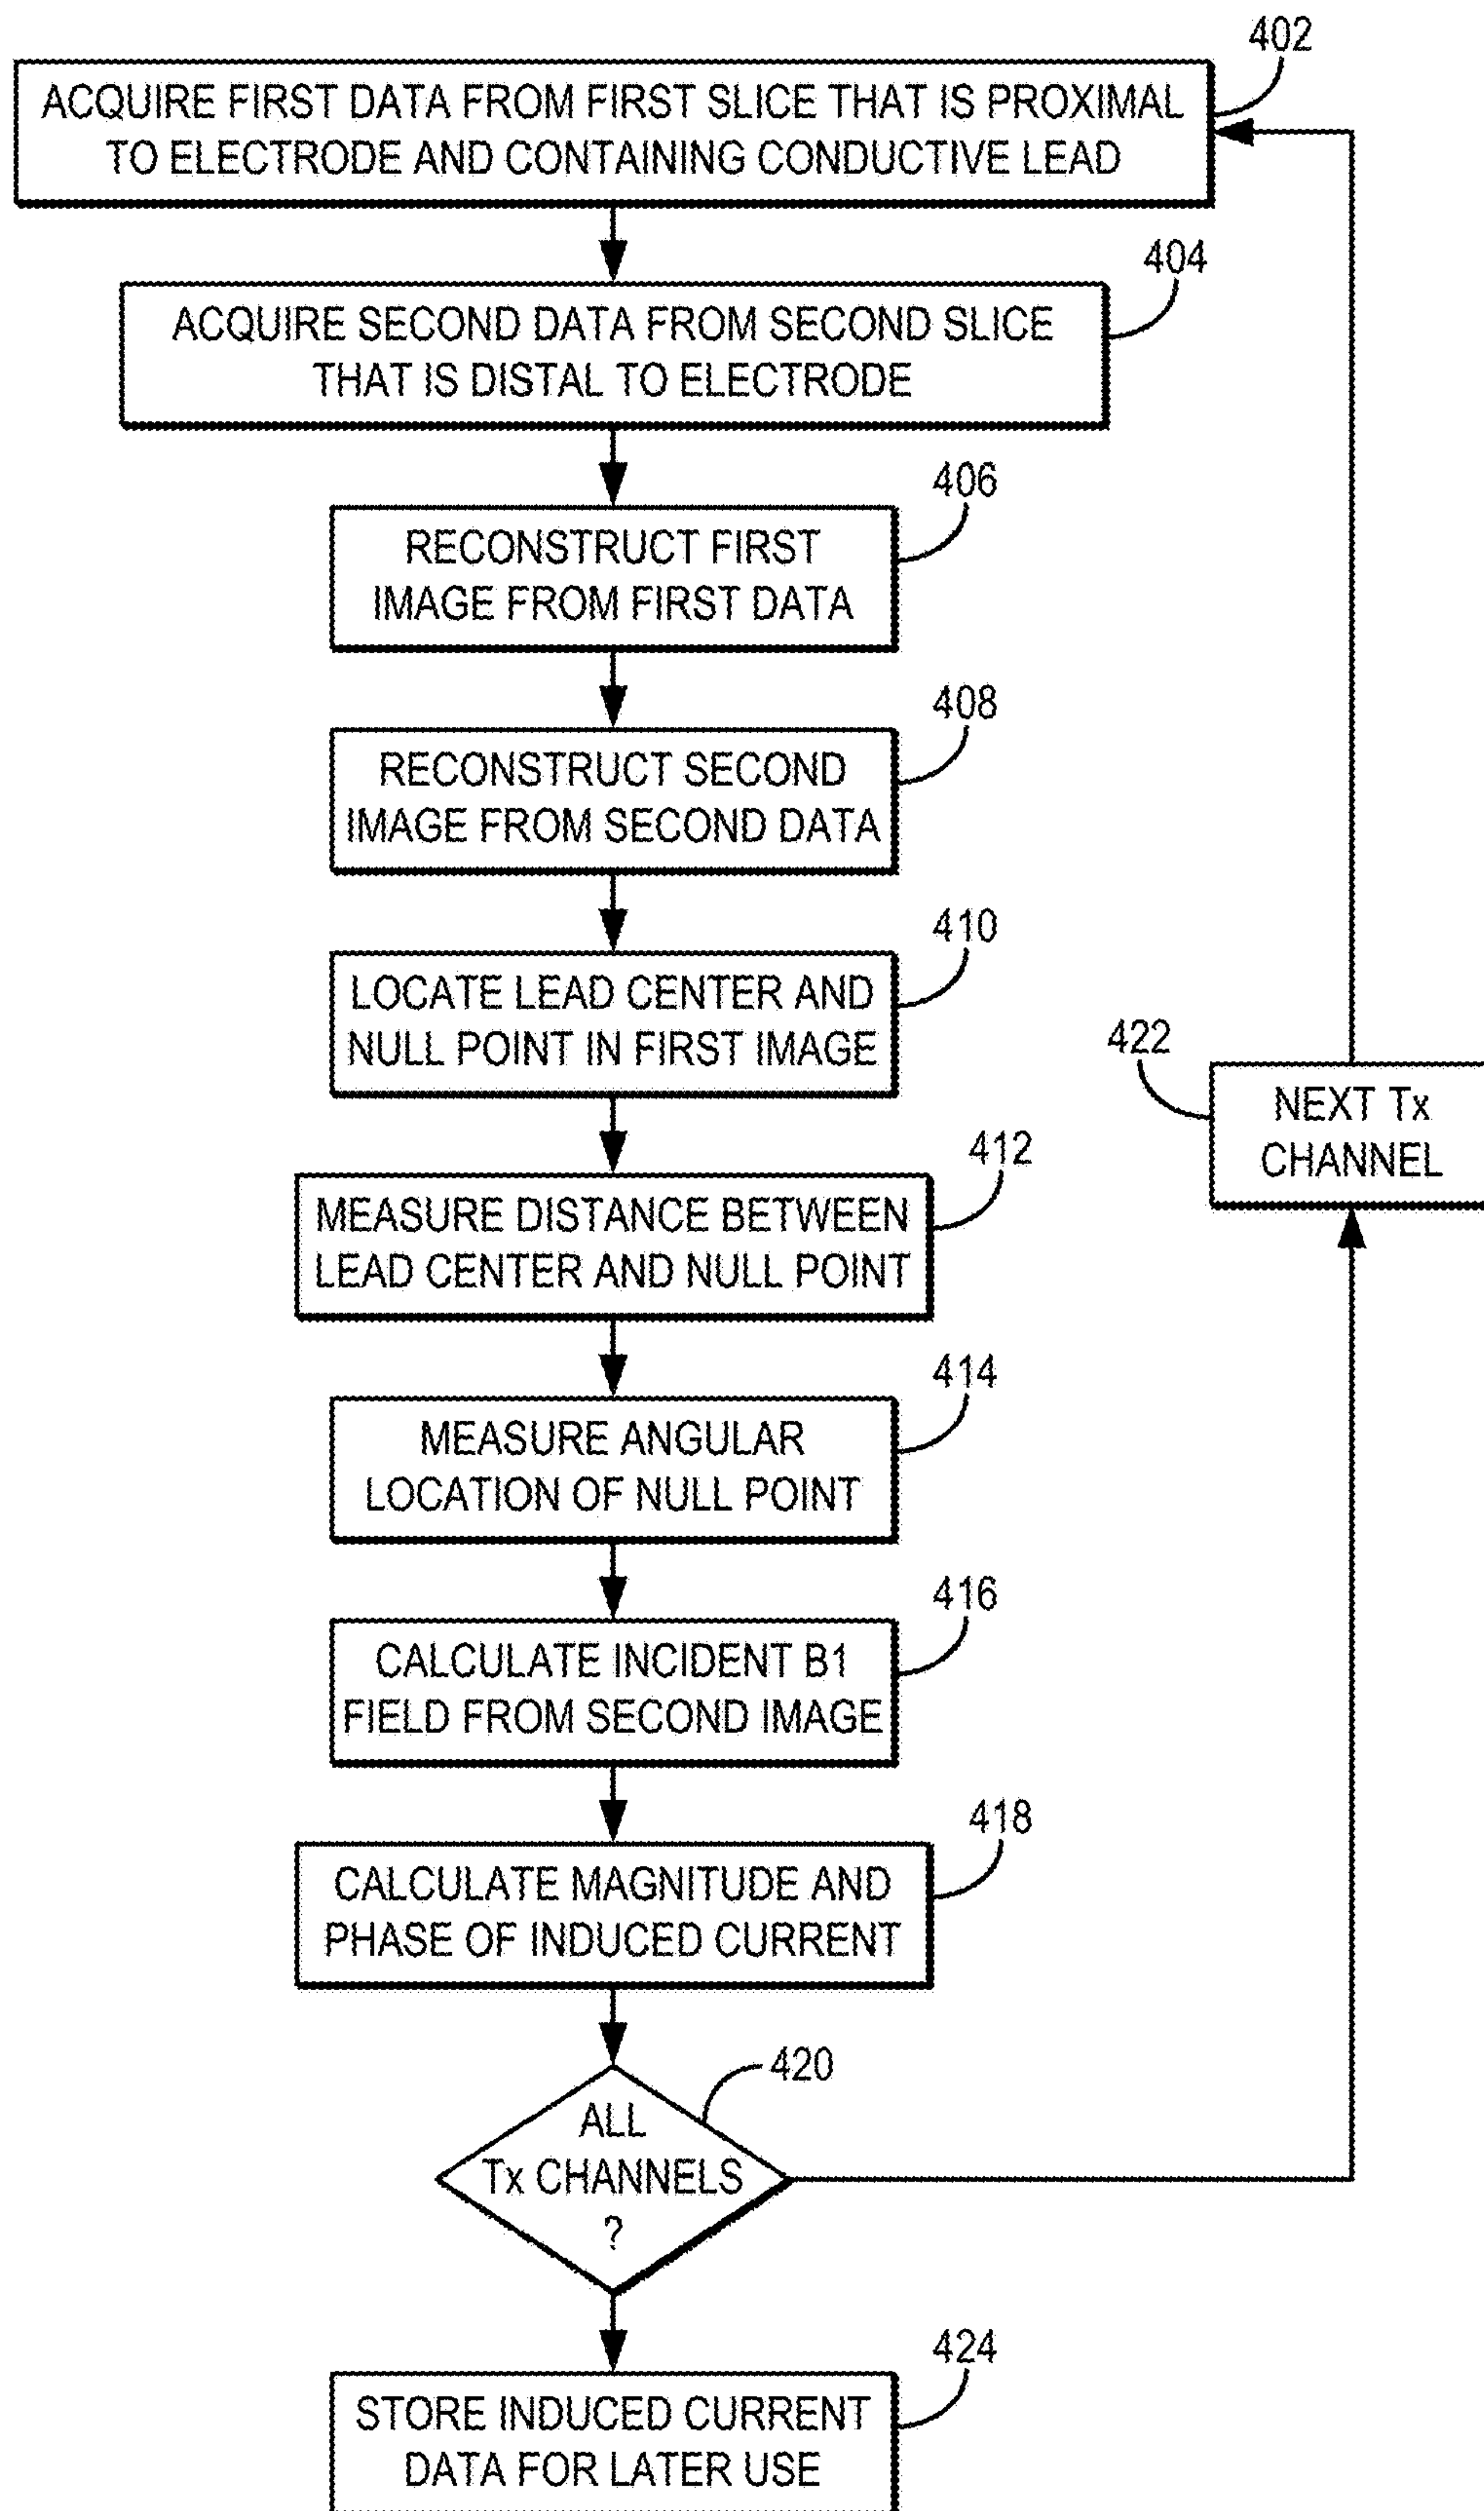 402
ACQUIRE FIRST DATA FROM FIRST SLICE THAT IS PROXIMAL
TO ELECTRODE AND CONTAINING CONDUCTIVE LEAD
404
ACQUIRE SECOND DATA FROM SECOND SLICE
THAT IS DISTAL TO ELECTRODE
406
RECONSTRUCT FIRST
IMAGE FROM FIRST DATA
408
RECONSTRUCT SECOND
IMAGE FROM SECOND DATA
410
LOCATE LEAD CENTER AND
NULL POINT IN FIRST IMAGE
422
NEXT Tx
CHANNEL
412
MEASURE DISTANCE BETWEEN
LEAD CENTER AND NULL POINT
414
MEASURE ANGULAR
LOCATION OF NULL POINT
416
CALCULATE INCIDENT B1
FIELD FROM SECOND IMAGE
418
CALCULATE MAGNITUDE AND
PHASE OF INDUCED CURRENT
420
ALL
Tx CHANNELS
?
424
STORE INDUCED CURRENT
DATA FOR LATER USE